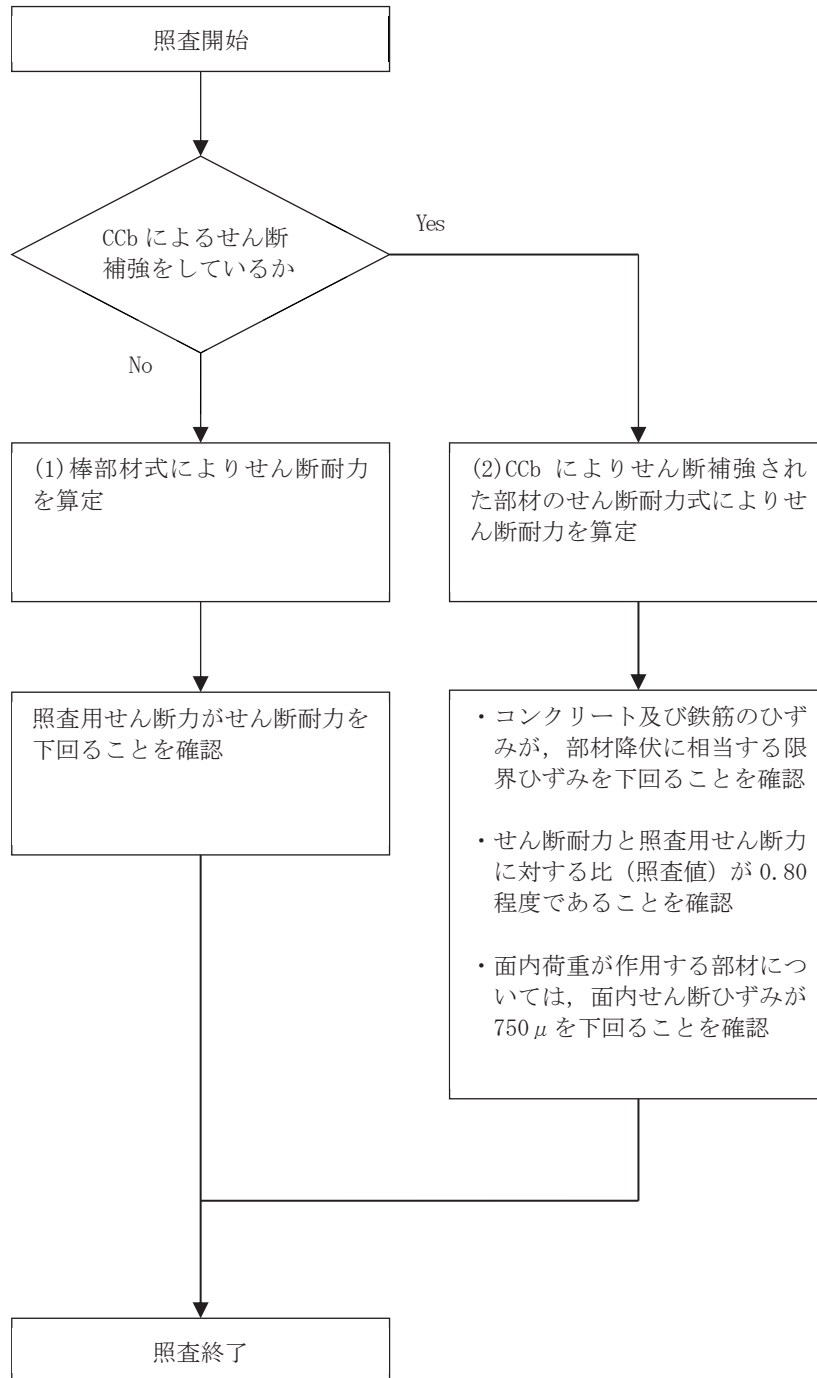 照査開始
CCb によるせん断
補強をしているか
Yes
No
(1)棒部材式によりせん断耐力
を算定
(2)CCb によりせん断補強され
た部材のせん断耐力式によりせ
ん断耐力を算定
照査用せん断力がせん断耐力を
下回ることを確認
・コンクリート及び鉄筋のひず
みが，部材降伏に相当する限
界ひずみを下回ることを確認
・せん断耐力と照査用せん断力
に対する比（照査値）が 0.80
程度であることを確認
・面内荷重が作用する部材につ
いては，面内せん断ひずみが
750μを下回ることを確認
照査終了